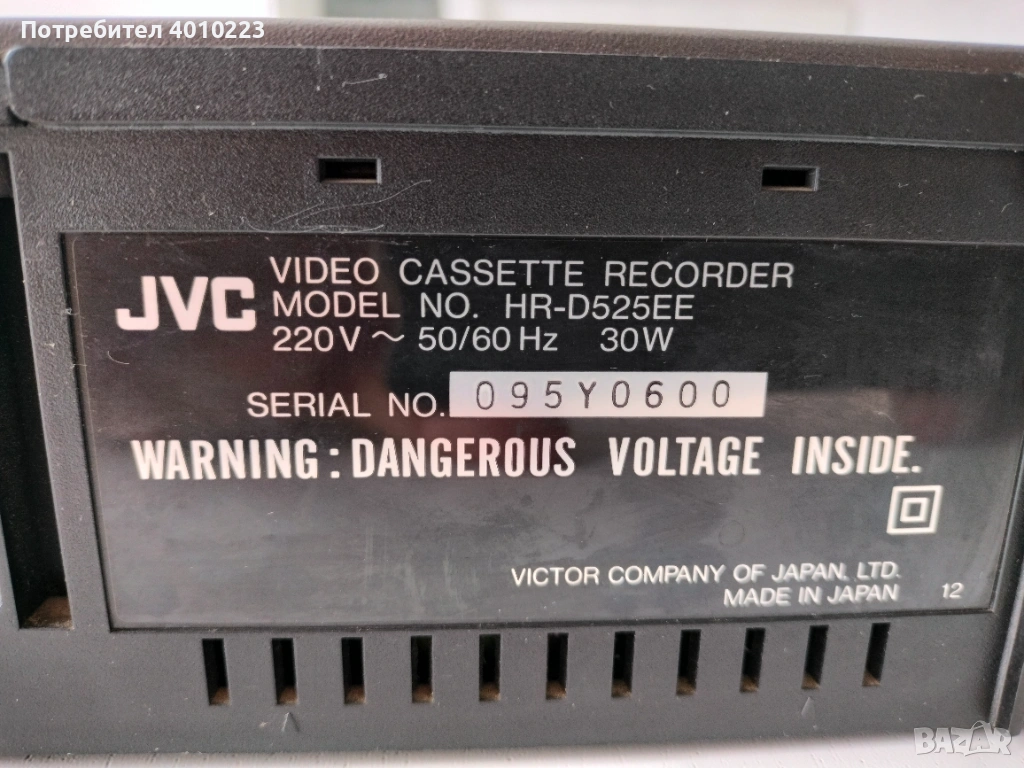 Потребител 4010223
JVC
VIDEO CASSETTE RECORDER
MODEL NO. HR-D525EE
220V ~ 50/60 Hz 30W
SERIAL NO. 095Y0600
WARNING: DANGEROUS VOLTAGE INSIDE.
VICTOR COMPANY OF JAPAN, LTD.
MADE IN JAPAN 12
BAZAR